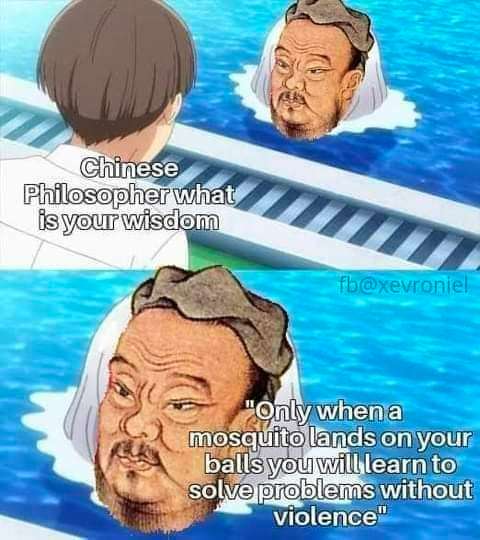 Chinese
Philosopher what
is your wisdom
fb@xevroniel
"Only when a
mosquito lands on your
balls you will learn to
solve problems without
violence"